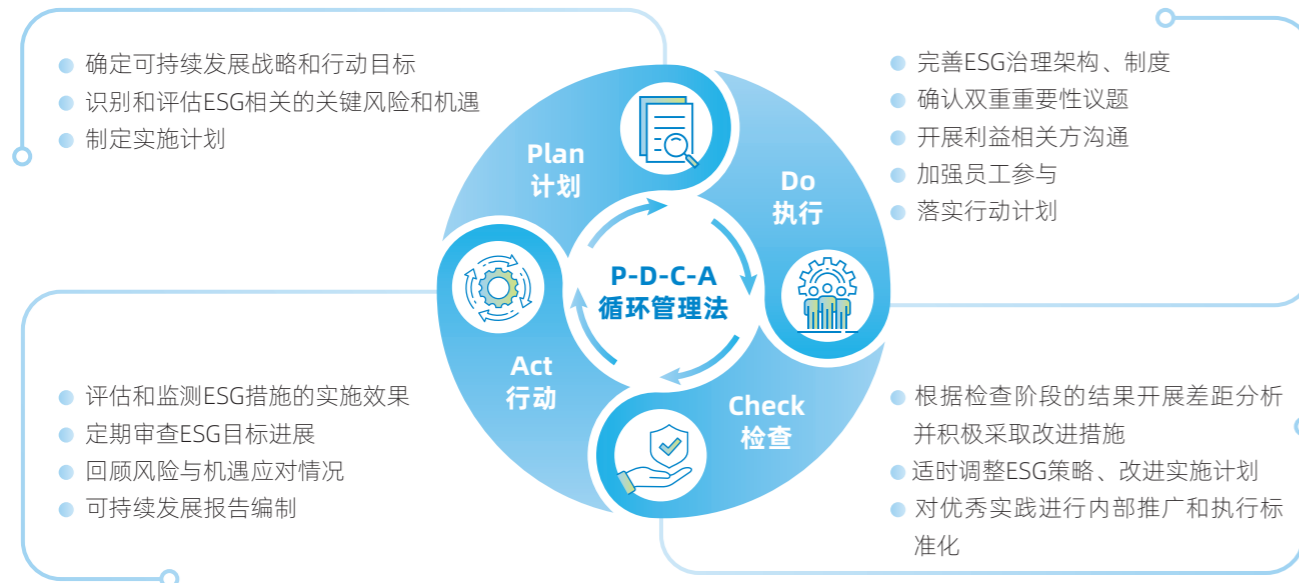 确定可持续发展战略和行动目标
识别和评估ESG相关的关键风险和机遇
制定实施计划
Plan
计划
Do
执行
完善ESG治理架构、制度
确认双重重要性议题
开展利益相关方沟通
加强员工参与
落实行动计划
P-D-C-A
循环管理法
Act
行动
Check
检查
评估和监测ESG措施的实施效果
定期审查ESG目标进展
回顾风险与机遇应对情况
可持续发展报告编制
根据检查阶段的结果开展差距分析
并积极采取改进措施
适时调整ESG策略、改进实施计划
对优秀实践进行内部推广和执行标
准化